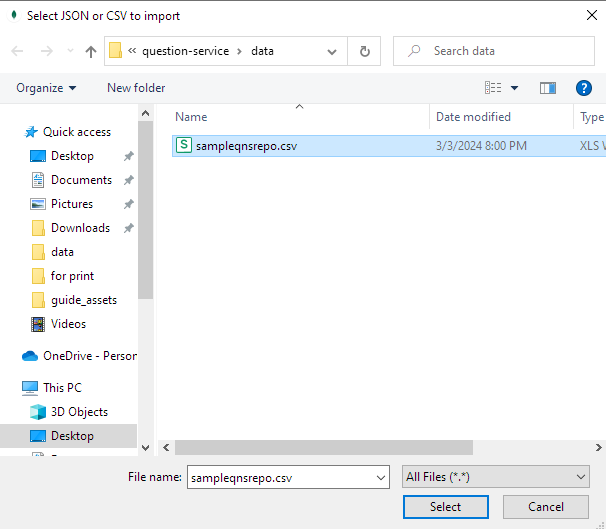 Select JSON or CSV to import
« question-service > data
Search data
Organize
New folder
Name
Date modified
Type
Quick access
Desktop
Documents
Pictures
Downloads
data
for print
guide_assets
Videos
OneDrive - Person
This PC
3D Objects
Desktop
sampleqnsrepo.csv
3/3/2024 8:00 PM
XLS W
File name:
sampleqnsrepo.csv
All Files (*.*)
Select
Cancel